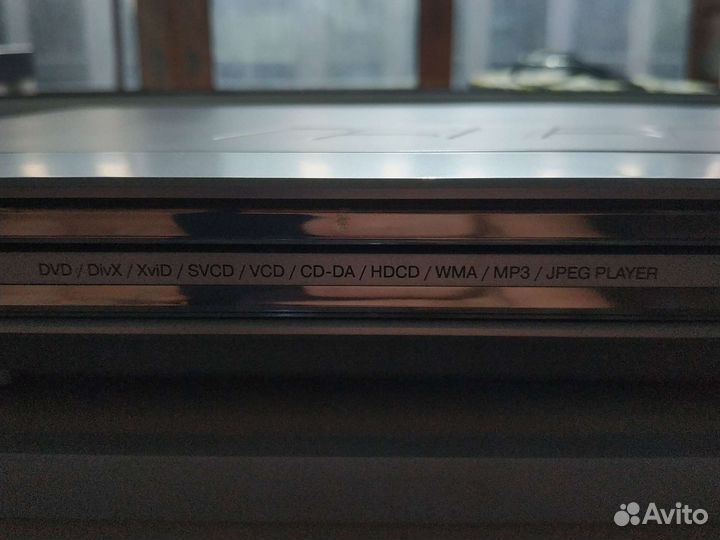 DVD / DivX / XviD / SVCD / VCD / CD-DA / HDCD / WMA / MP3 / JPEG PLAYER
Avito